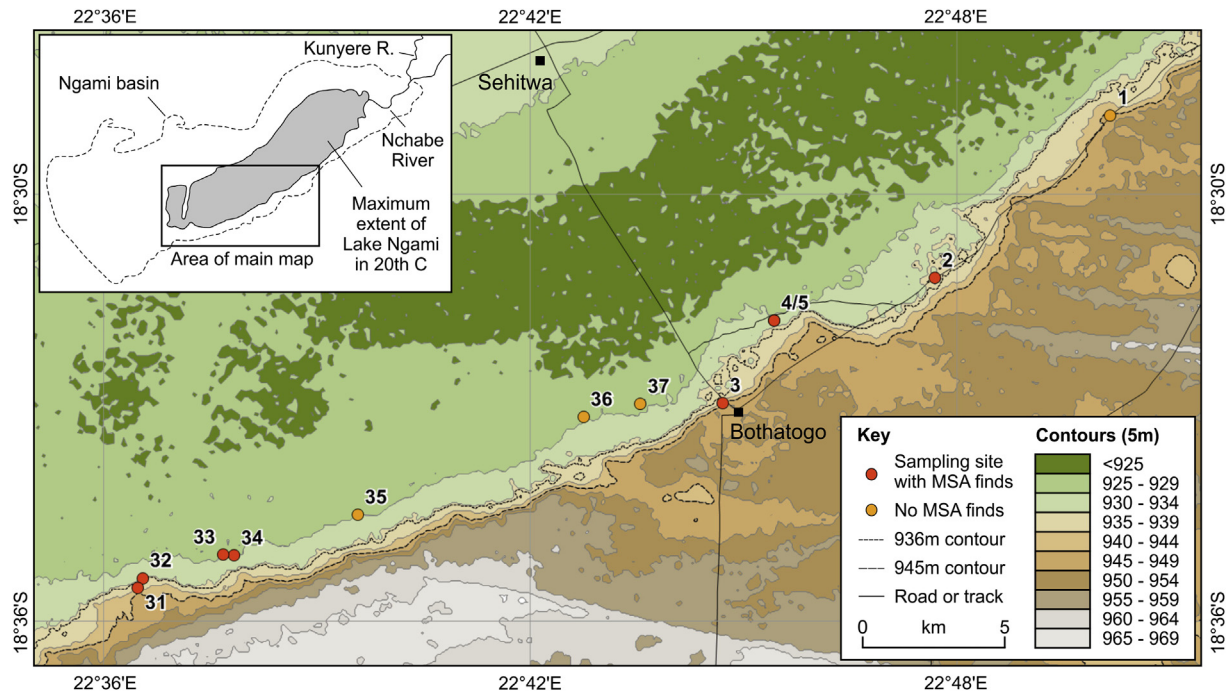 22°36'E
22°42'E
22°48'E
Kunyere R.
Ngami basin
Nchabe
River
Maximum
extent of
Lake Ngami
in 20th C
Area of main map
Sehitwa
1
18°30'S
18°30'S
2
4/5
3
Bothatogo
37
36
35
34
33
32
31
18°36'S
18°36'S
Key
Sampling site
with MSA finds
No MSA finds
936m contour
945m contour
Road or track
0 km 5
Contours (5m)
<925
925 - 929
930 - 934
935 - 939
940 - 944
945 - 949
950 - 954
955 - 959
960 - 964
965 - 969
22°36'E
22°42'E
22°48'E